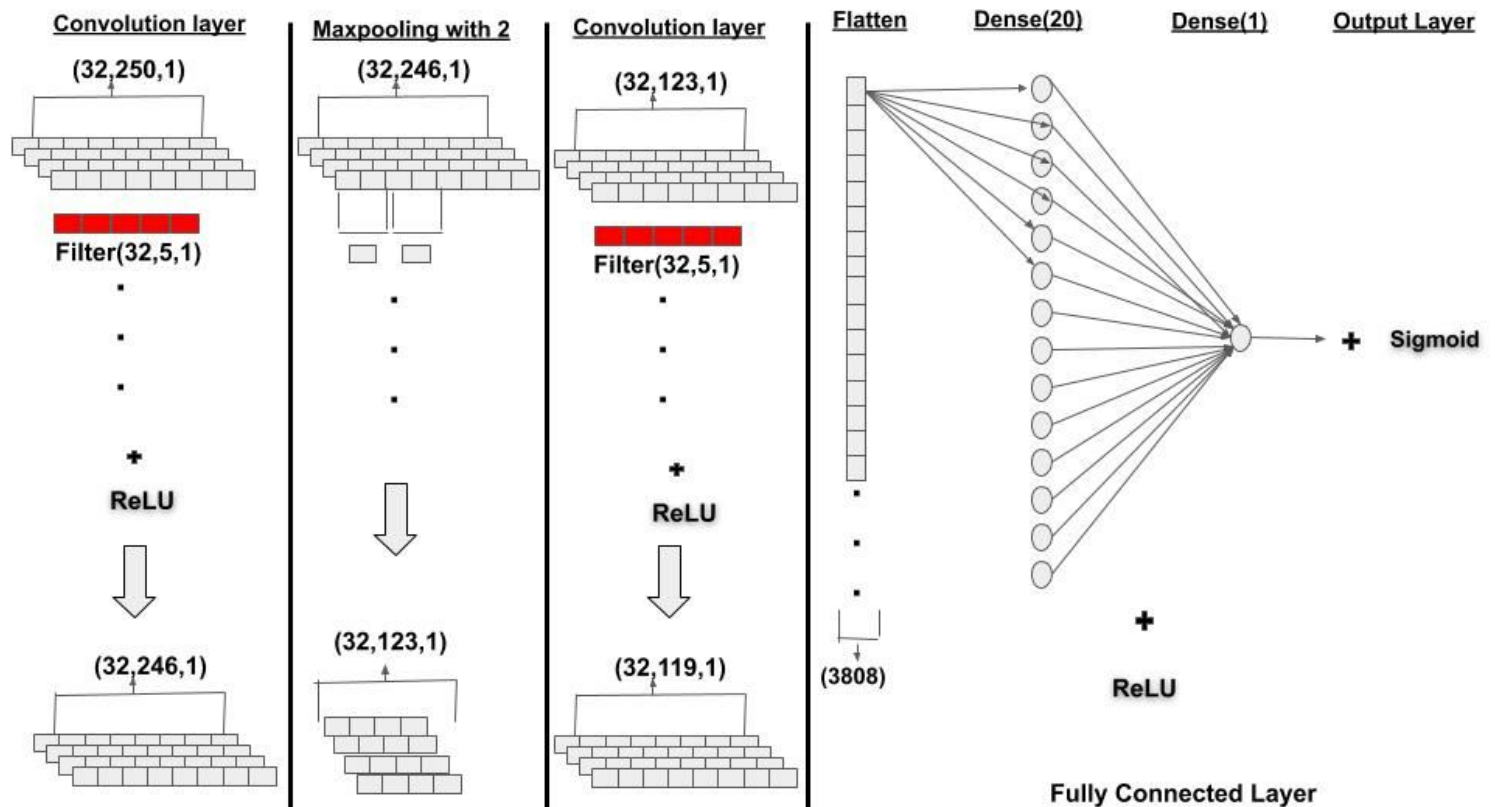 Convolution layer
(32,250,1)
Filter(32,5,1)
+
ReLU
(32,246,1)
Maxpooling with 2
(32,246,1)
(32,123,1)
Convolution layer
(32,123,1)
Filter(32,5,1)
+
ReLU
(32,119,1)
Flatten
Dense(20)
Dense(1)
Output Layer
+ Sigmoid
(3808)
+
ReLU
Fully Connected Layer